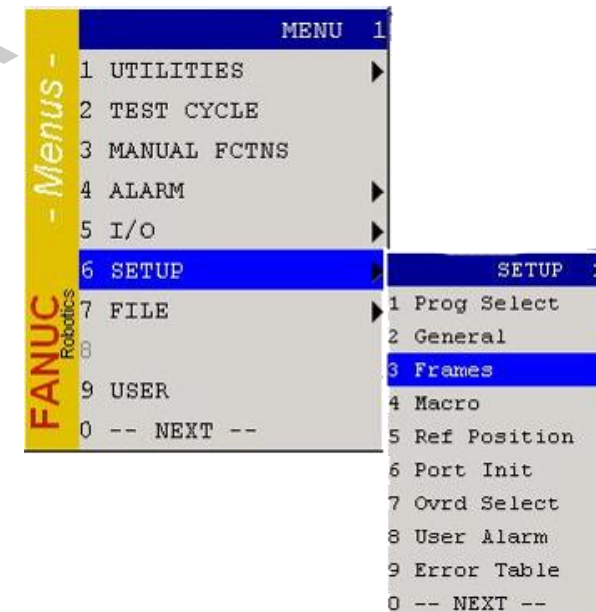 - Menus -
FANUC
Robotics
MENU 1
1 UTILITIES
2 TEST CYCLE
3 MANUAL FCTNS
4 ALARM
5 I/O
6 SETUP
7 FILE
8
9 USER
0 -- NEXT --
SETUP 1
1 Prog Select
2 General
3 Frames
4 Macro
5 Ref Position
6 Port Init
7 Ovrd Select
8 User Alarm
9 Error Table
0 -- NEXT --